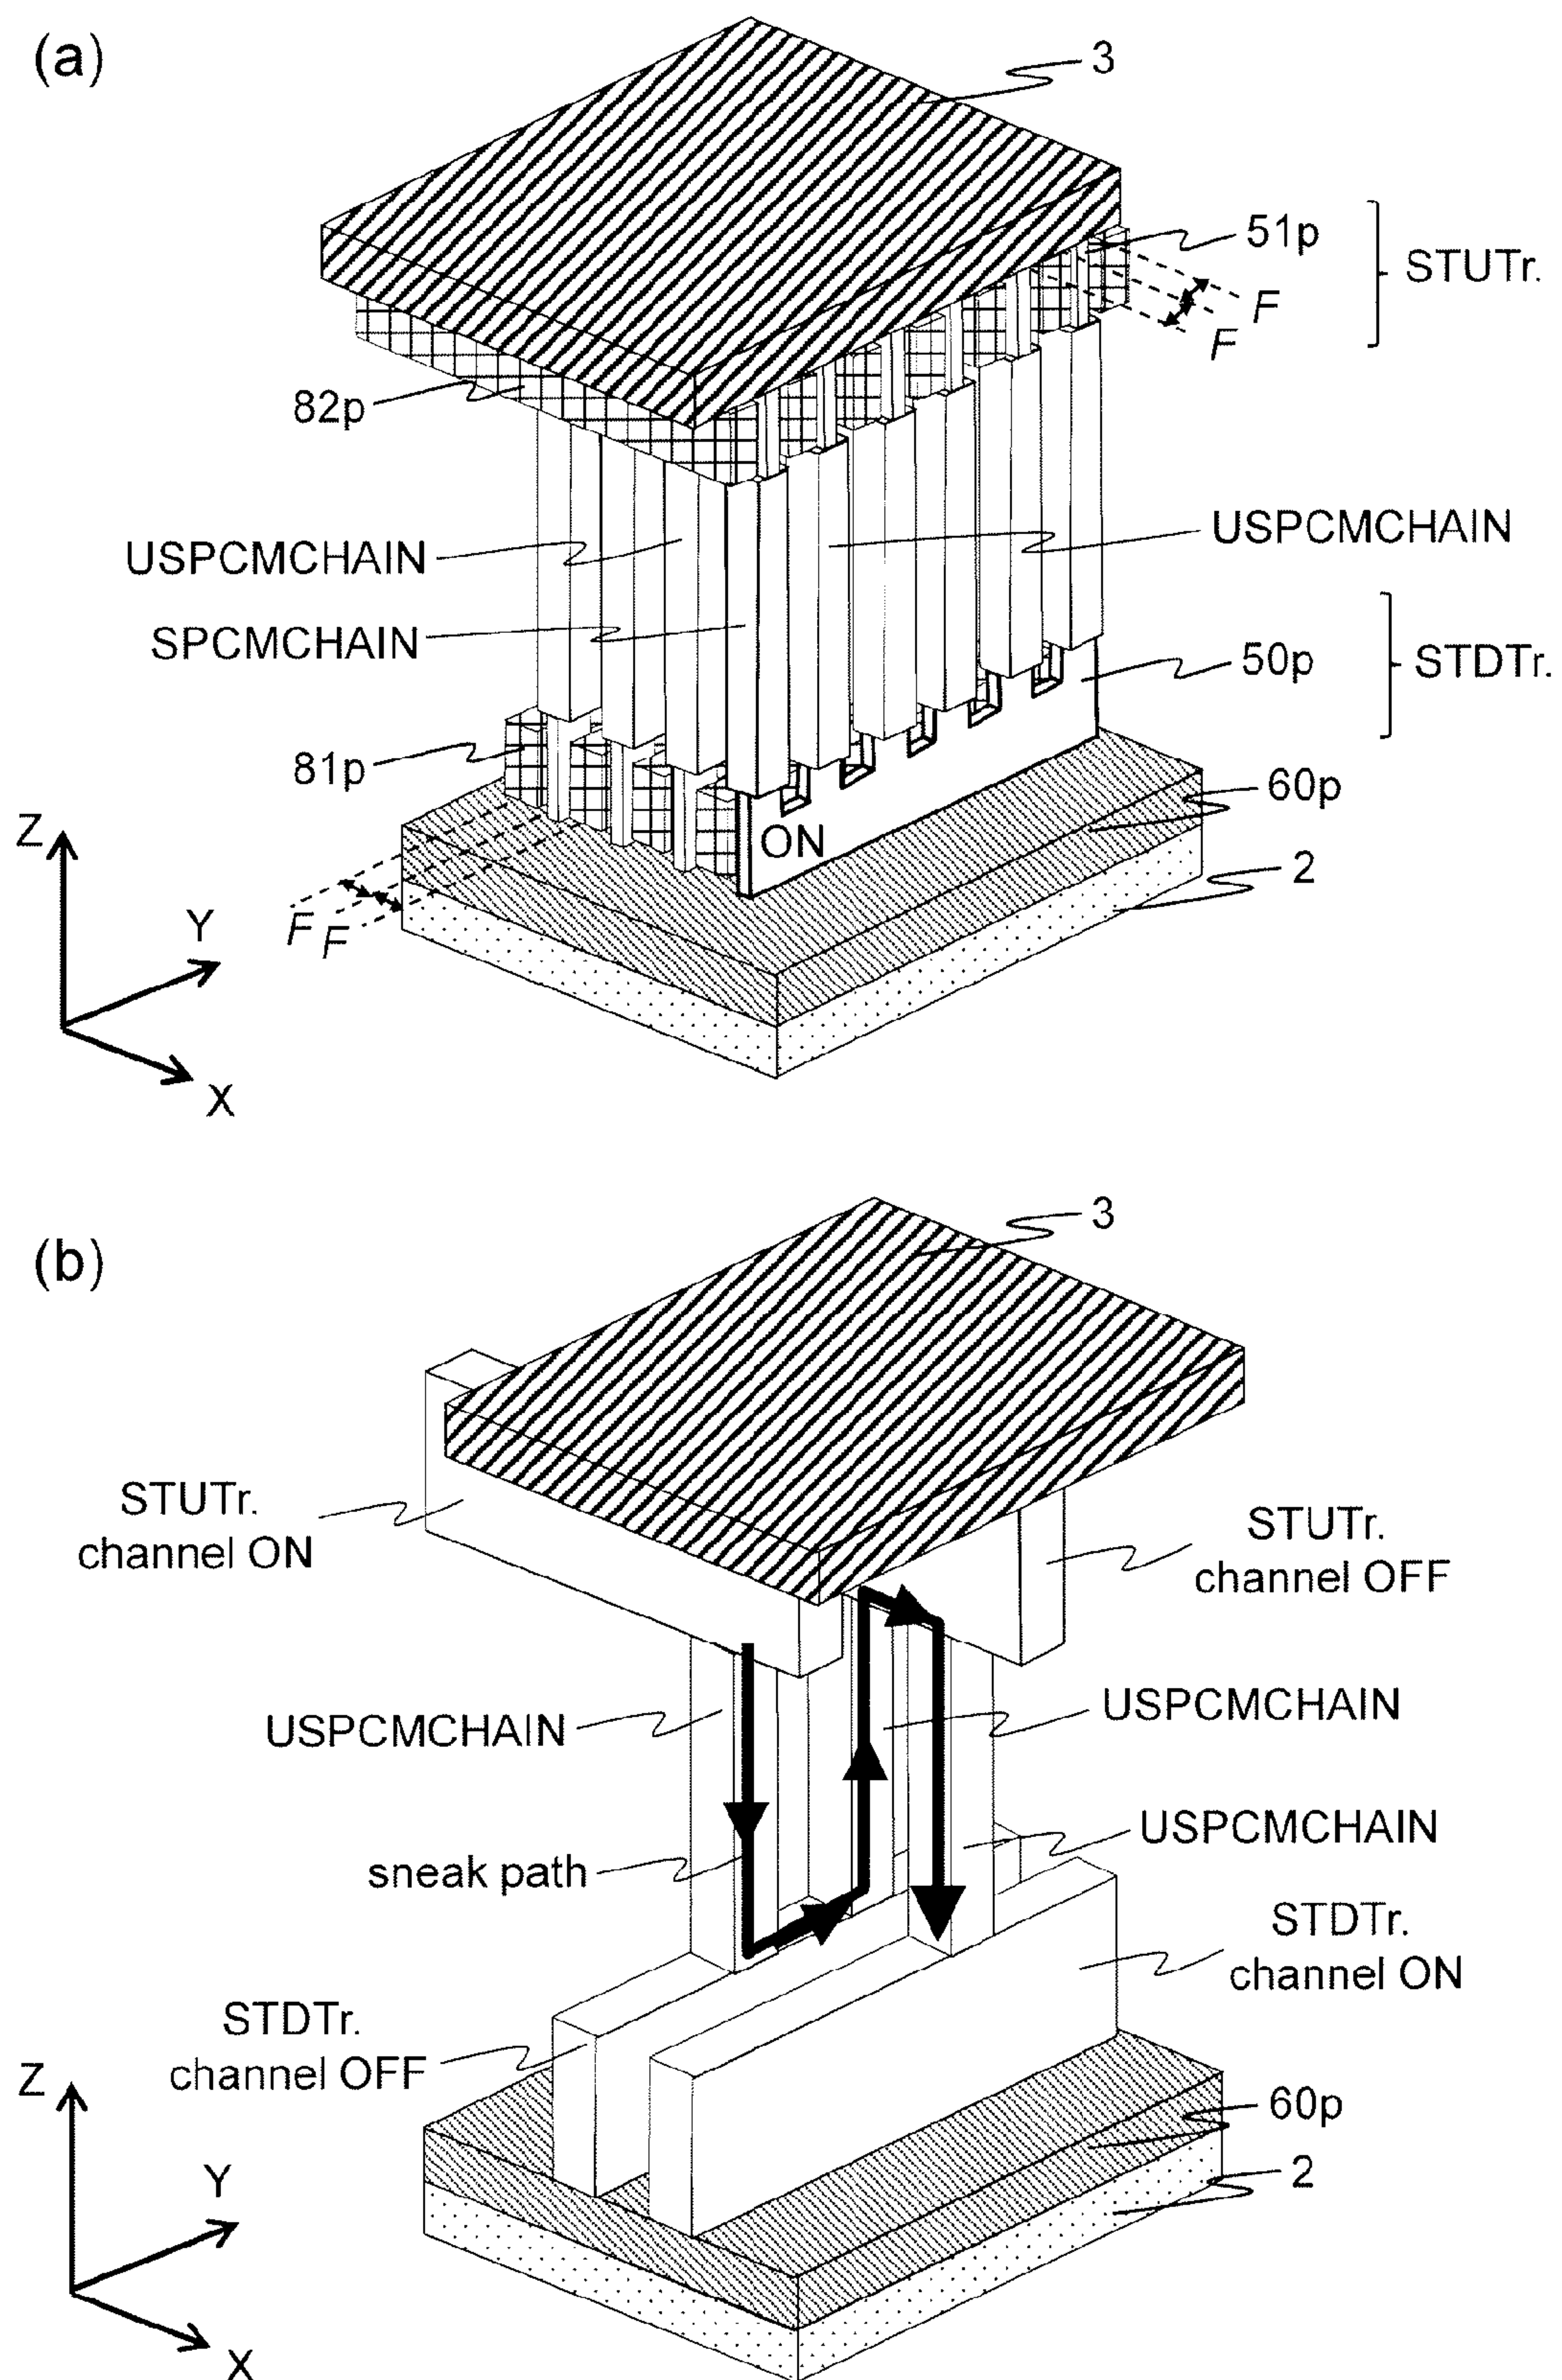 (a)
3
51p
STUTr.
F
F
82p
USPCMCHAIN
USPCMCHAIN
SPCMCHAIN
50p
STDTr.
81p
60p
ON
2
Z
Y
F F
X
(b)
3
STUTr.
channel ON
STUTr.
channel OFF
USPCMCHAIN
USPCMCHAIN
USPCMCHAIN
sneak path
STDTr.
channel ON
STDTr.
channel OFF
Z
60p
Y
2
X